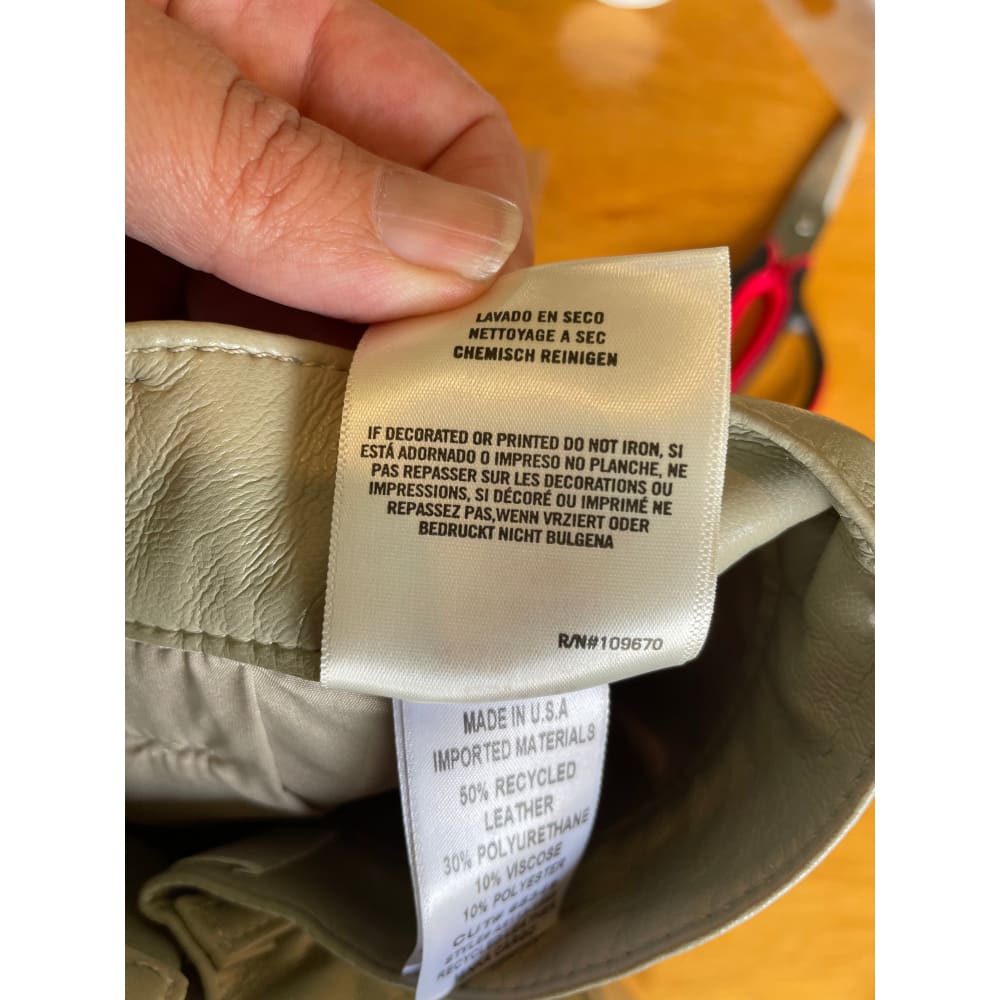 LAVADO EN SECO
NETTOYAGE A SEC
CHEMISCH REINIGEN
IF DECORATED OR PRINTED DO NOT IRON, SI
ESTÁ ADORNADO O IMPRESO NO PLANCHE, NE
PAS REPASSER SUR LES DECORATIONS OU
IMPRESSIONS, SI DÉCORÉ OU IMPRIMÉ NE
REPASSEZ PAS,WENN VRZIERT ODER
BEDRUCKT NICHT BULGENA
R/N#109670
MADE IN U.S.A
IMPORTED MATERIALS
50% RECYCLED
LEATHER
30% POLYURETHANE
10% VISCOSE
10% POLYESTER
CUT#